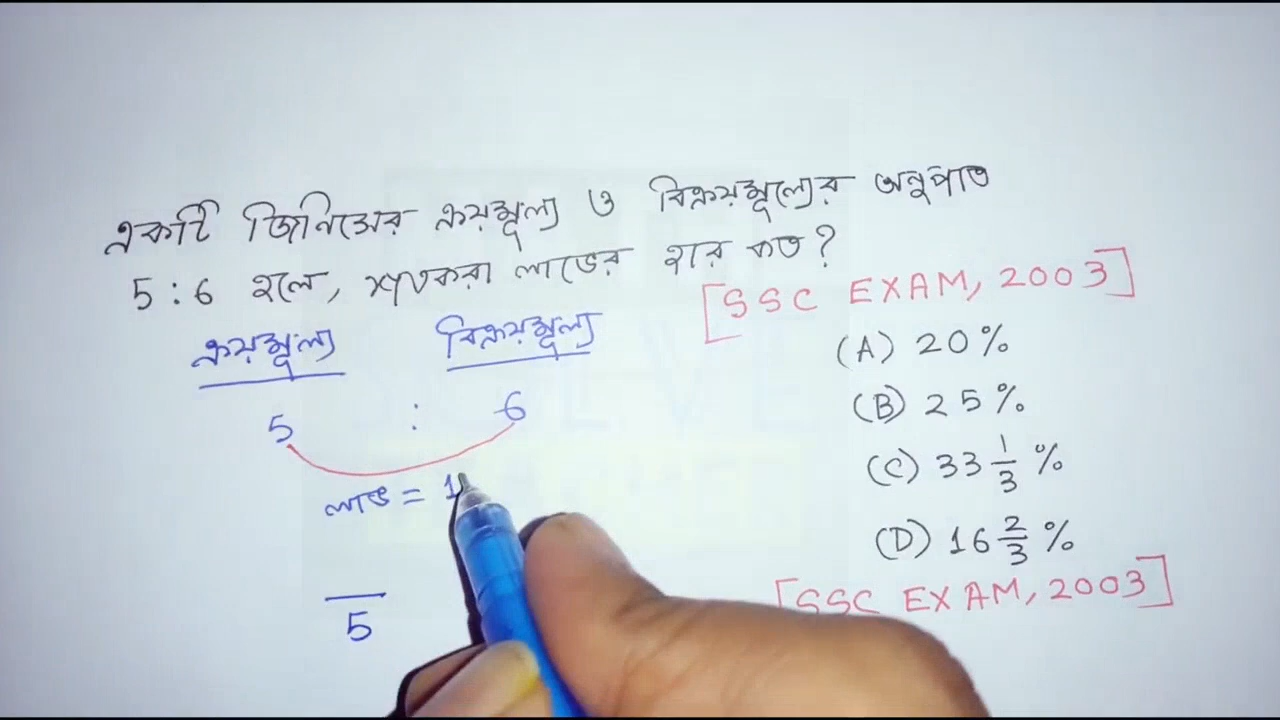 একটি জিনিসের ক্রয়মূল্য ও বিক্রয়মূল্যের অনুপাত
5 : 6 হলে, শতকরা লাভের হার কত ?
[SSC EXAM, 2003]
ক্রয়মূল্য বিক্রয়মূল্য
(A) 20%
5 : 6
(B) 25%
(C) 33 1/3 %
লাভ = 1
(D) 16 2/3 %
5
[SSC EXAM, 2003]